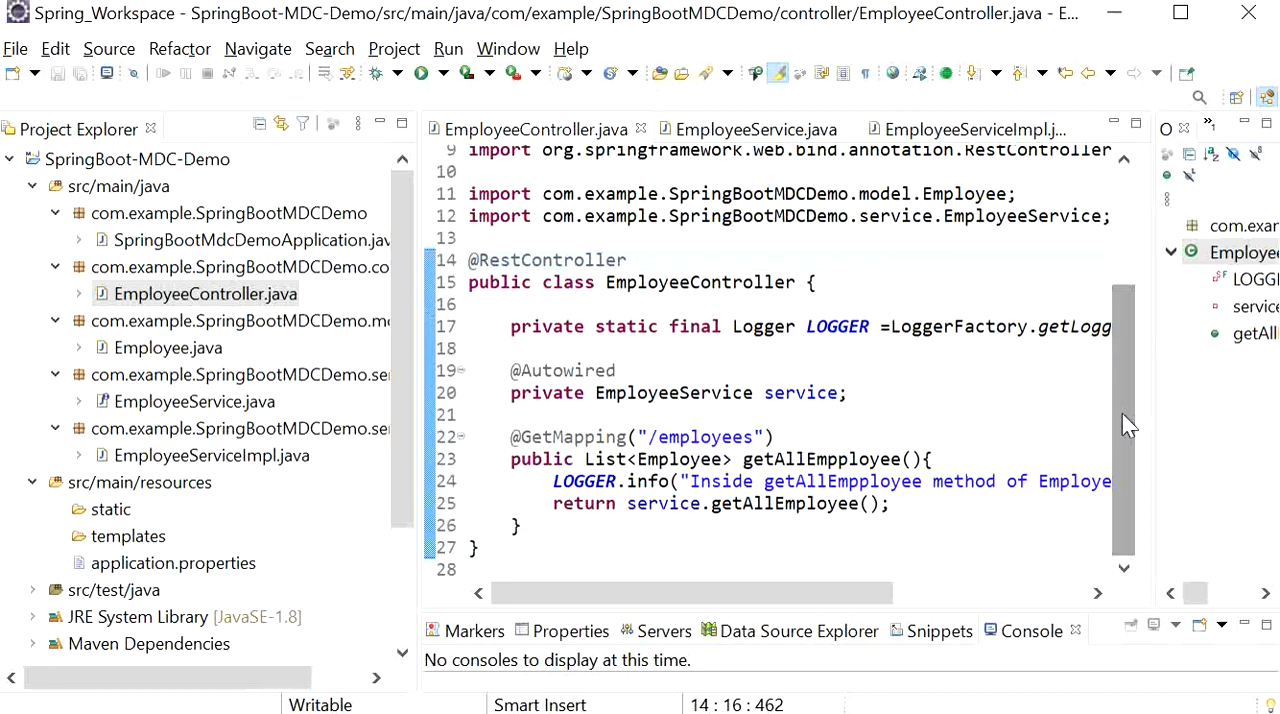 Spring_Workspace - SpringBoot-MDC-Demo/src/main/java/com/example/SpringBootMDCDemo/controller/EmployeeController.java - E...
File Edit Source Refactor Navigate Search Project Run Window Help
Project Explorer
SpringBoot-MDC-Demo
src/main/java
com.example.SpringBootMDCDemo
SpringBootMdcDemoApplication.jav
com.example.SpringBootMDCDemo.co
EmployeeController.java
com.example.SpringBootMDCDemo.mo
Employee.java
com.example.SpringBootMDCDemo.se
EmployeeService.java
com.example.SpringBootMDCDemo.se
EmployeeServiceImpl.java
src/main/resources
static
templates
application.properties
src/test/java
JRE System Library [JavaSE-1.8]
Maven Dependencies
EmployeeController.java EmployeeService.java EmployeeServiceImpl.j...
9 import org.springframework.web.bind.annotation.RestController
10
11 import com.example.SpringBootMDCDemo.model.Employee;
12 import com.example.SpringBootMDCDemo.service.EmployeeService;
13
14 @RestController
15 public class EmployeeController {
16
17 private static final Logger LOGGER =LoggerFactory.getLogg
18
19 @Autowired
20 private EmployeeService service;
21
22 @GetMapping("/employees")
23 public List<Employee> getAllEmpployee(){
24 LOGGER.info("Inside getAllEmpployee method of Employe
25 return service.getAllEmployee();
26 }
27 }
28
com.exar
Employee
LOGG
service
getAll
Markers Properties Servers Data Source Explorer Snippets Console
No consoles to display at this time.
Writable Smart Insert 14 : 16 : 462